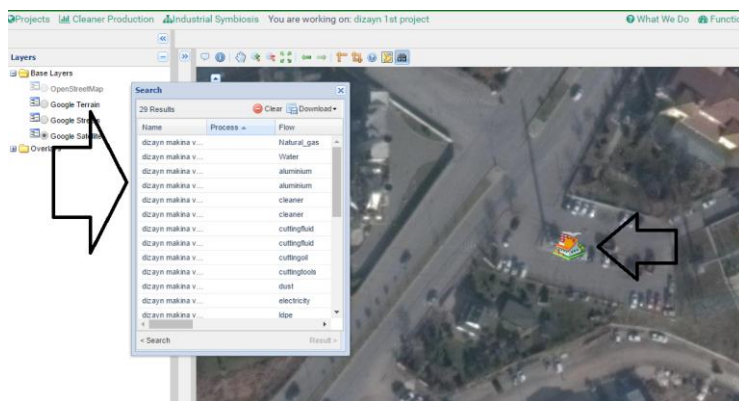 Projects Cleaner Production Industrial Symbiosis You are working on: dizayn 1st project What We Do Functio
Layers
Base Layers
OpenStreetMap
Google Terrain
Google Streets
Google Satellite
Overlays
Search
29 Results Clear Download
Name Process Flow
dizayn makina v... Natural_gas
dizayn makina v... Water
dizayn makina v... aluminium
dizayn makina v... aluminium
dizayn makina v... cleaner
dizayn makina v... cleaner
dizayn makina v... cuttingfluid
dizayn makina v... cuttingfluid
dizayn makina v... cuttingoil
dizayn makina v... cuttingtools
dizayn makina v... dust
dizayn makina v... electricity
dizayn makina v... ldpe
< Search Result >